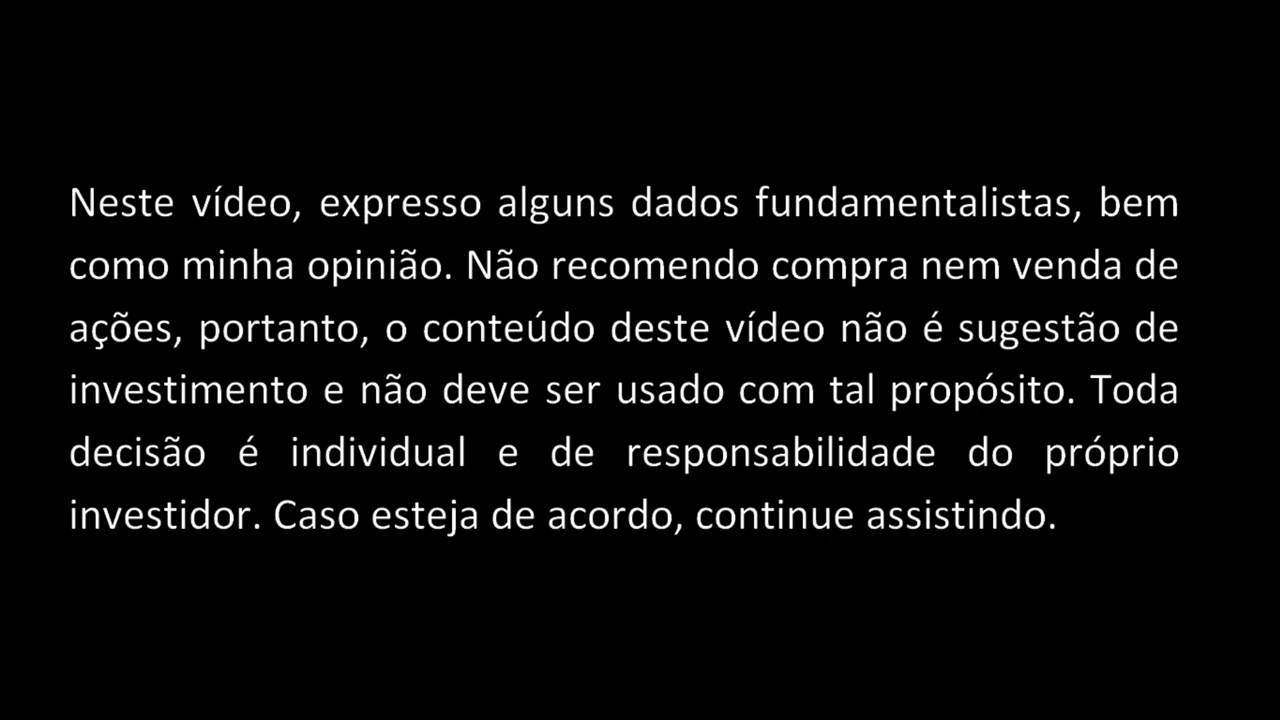 Neste vídeo, expresso alguns dados fundamentalistas, bem
como minha opinião. Não recomendo compra nem venda de
ações, portanto, o conteúdo deste vídeo não é sugestão de
investimento e não deve ser usado com tal propósito. Toda
decisão é individual e de responsabilidade do próprio
investidor. Caso esteja de acordo, continue assistindo.